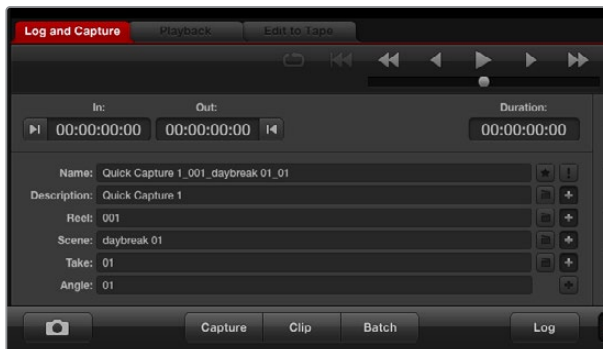 Log and Capture Playback Edit to Tape
In: Out: Duration:
00:00:00:00 00:00:00:00 00:00:00:00
Name: Quick Capture 1_001_daybreak 01_01
Description: Quick Capture 1
Reel: 001
Scene: daybreak 01
Take: 01
Angle: 01
Capture Clip Batch Log